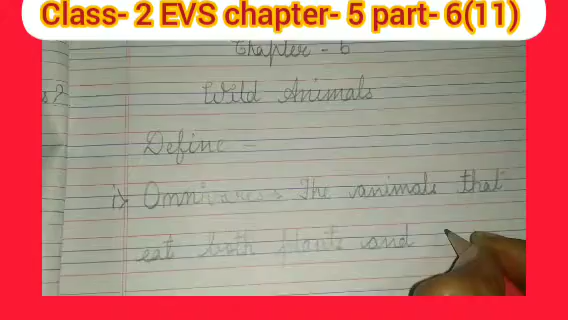 Class- 2 EVS chapter- 5 part- 6(11)
Chapter - 6
Wild Animals
Define -
i) Omnivores The animals that
eat both plants and